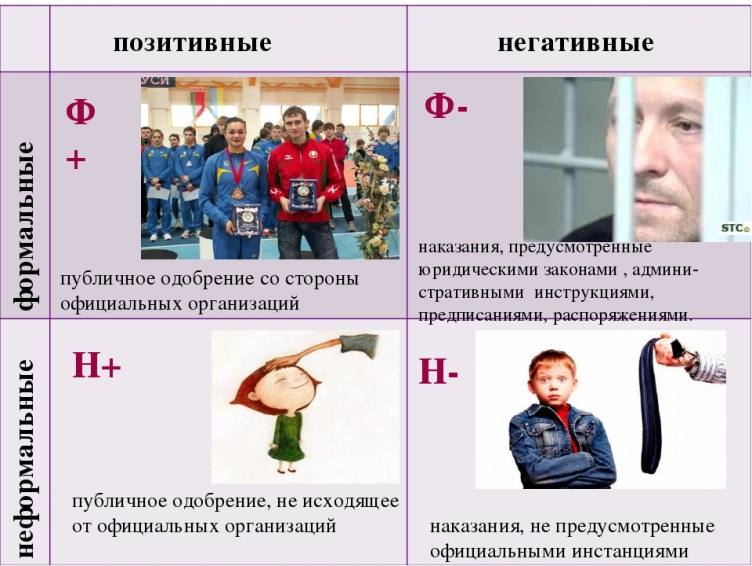 позитивные
негативные
формальные
Ф
+
УСИ
публичное одобрение со стороны
официальных организаций
Ф-
STC
наказания, предусмотренные
юридическими законами , админи-
стративными инструкциями,
предписаниями, распоряжениями.
неформальные
Н+
публичное одобрение, не исходящее
от официальных организаций
Н-
наказания, не предусмотренные
официальными инстанциями